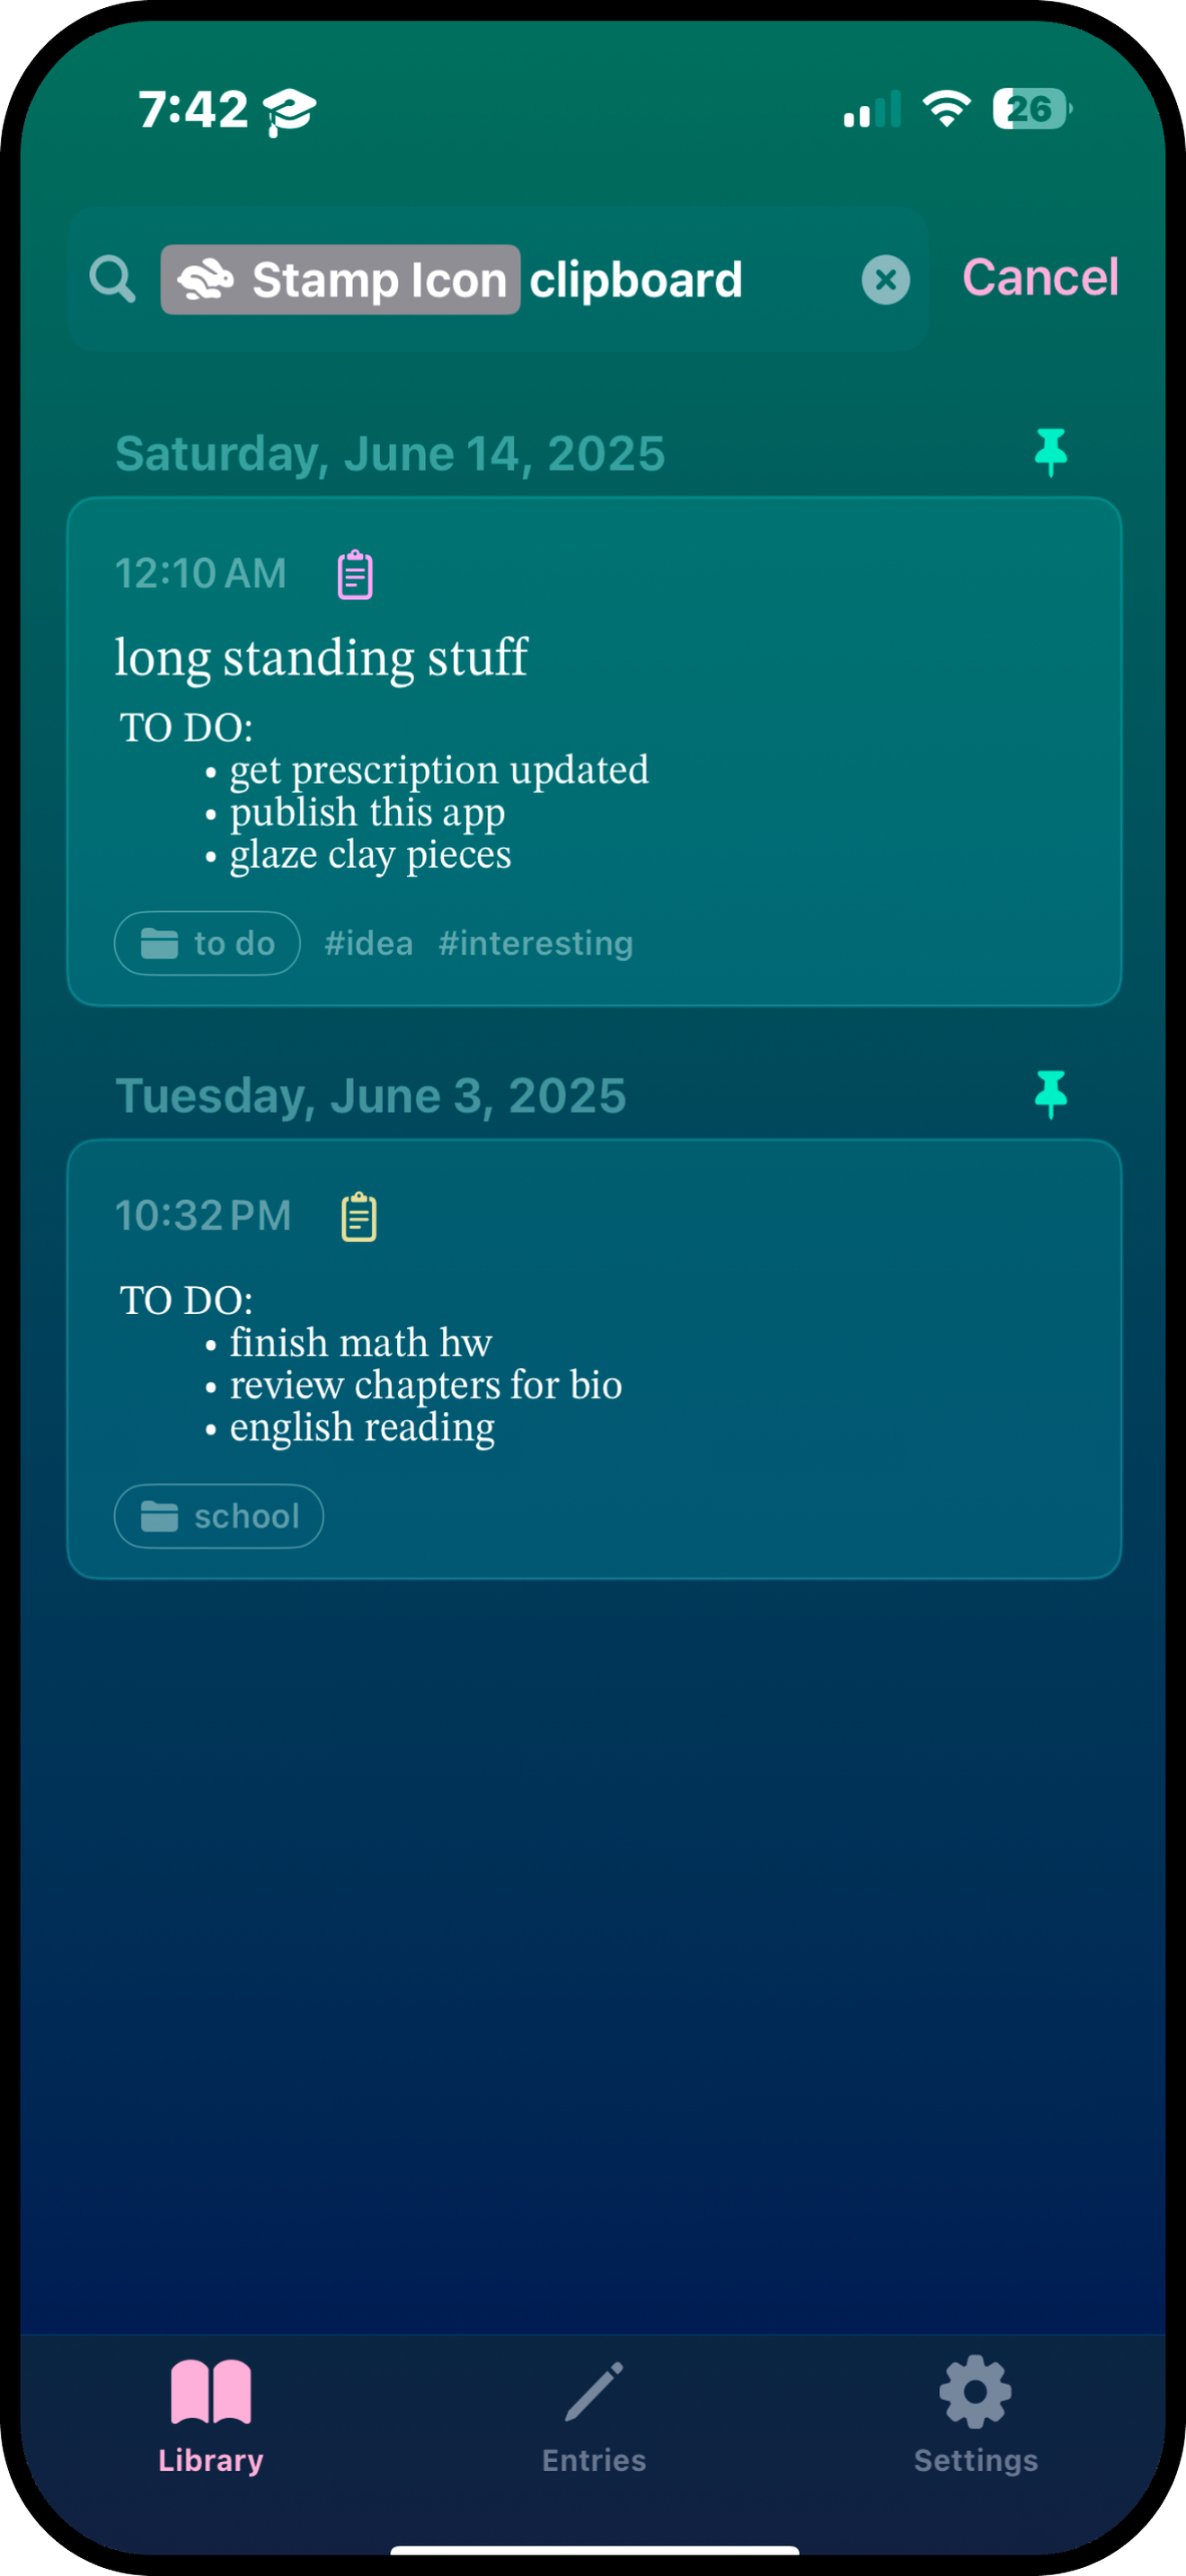 7:42
26
Stamp Icon clipboard
Cancel
Saturday, June 14, 2025
12:10 AM
long standing stuff
TO DO:
• get prescription updated
• publish this app
• glaze clay pieces
to do #idea #interesting
Tuesday, June 3, 2025
10:32 PM
TO DO:
• finish math hw
• review chapters for bio
• english reading
school
Library
Entries
Settings